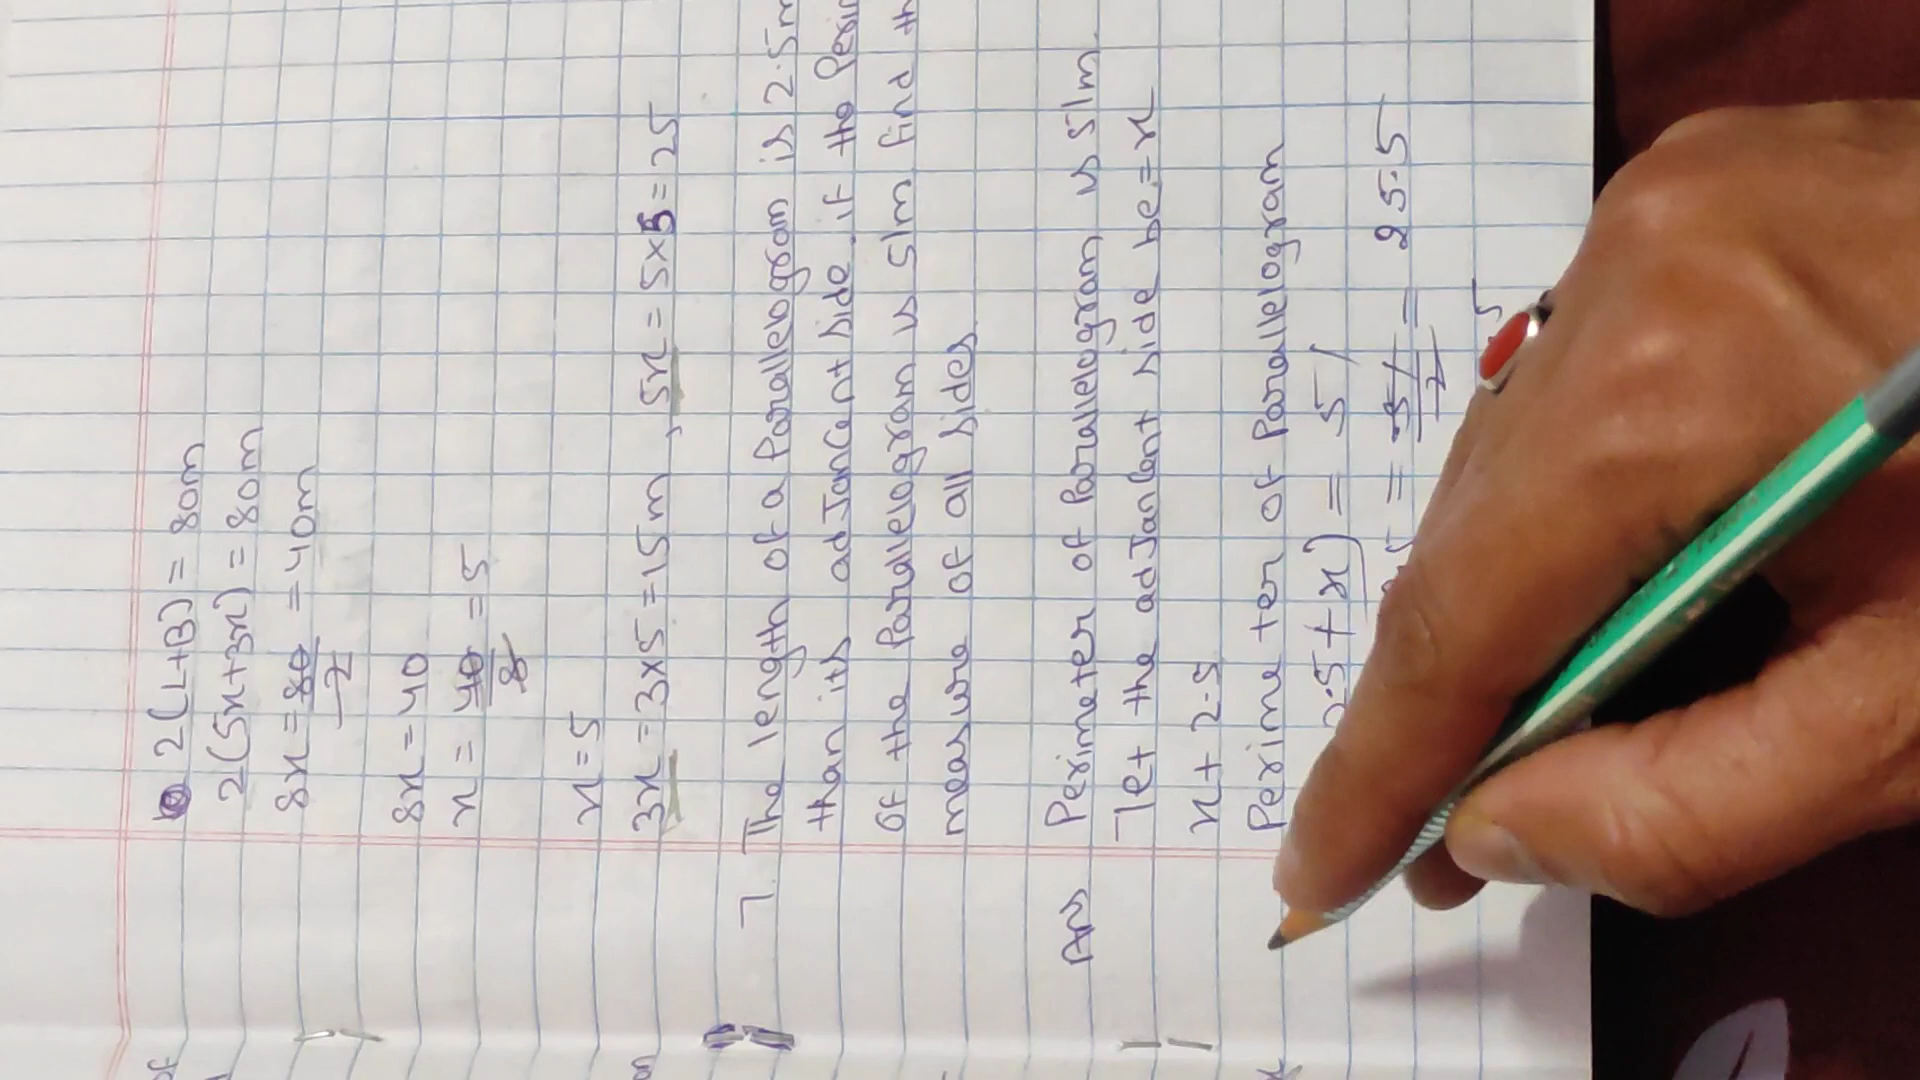 2(L+B) = 80m
2(5x+3x) = 80m
8x = 80/2 = 40m
8x = 40
x = 40/8 = 5
x = 5
3x = 3×5 = 15m, 5x = 5×5 = 25
7. The length of a Parallelogram is 2.5m
than its adJancent side. if the Perim
of the Parallelogram is 51m find th
measure of all sides
Ans Perimeter of Parallelogram is 51m.
let the adJancent side be = x
x + 2.5
Perimeter of Parallelogram
2.5 + x) = 51
= 51/2 = 25.5
of
x